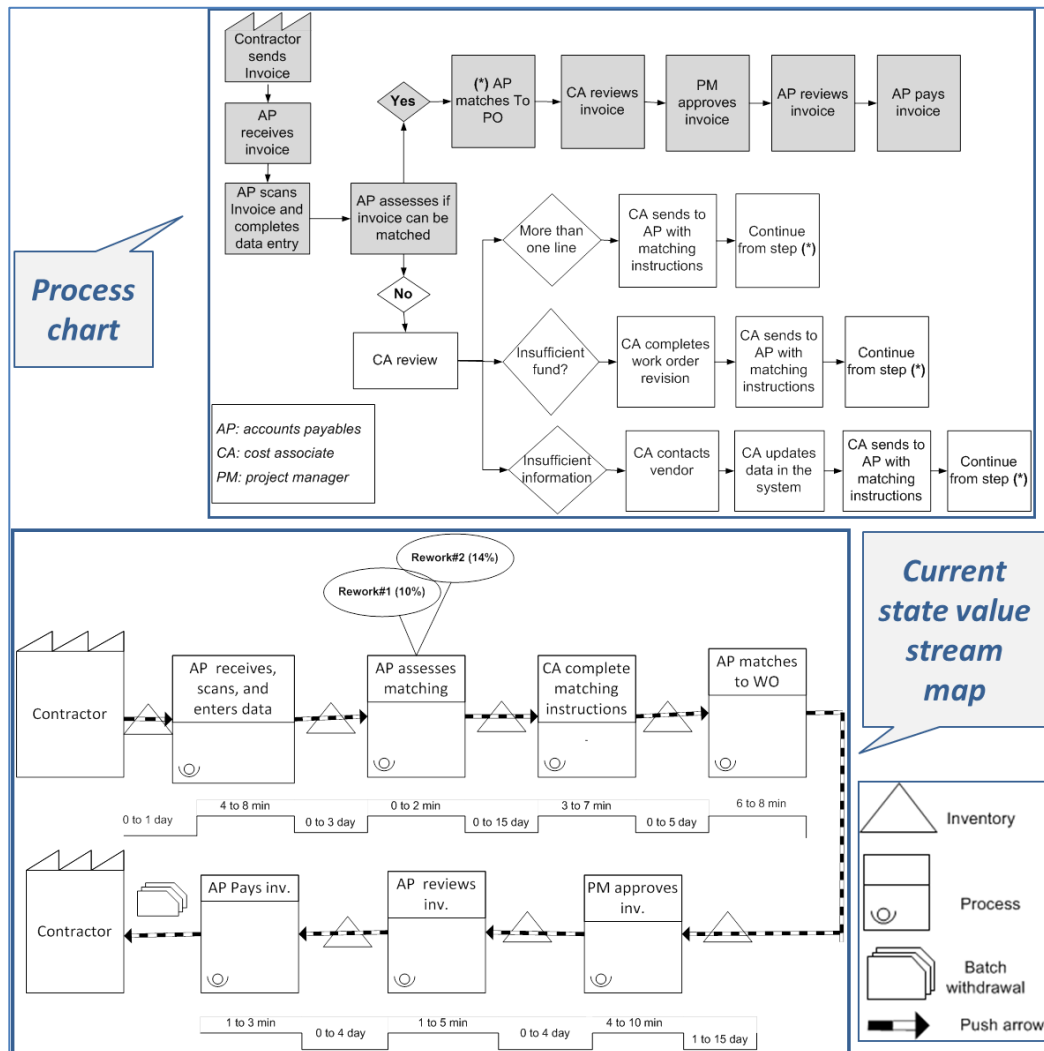 Contractor
sends
Invoice
AP
receives
invoice
AP scans
Invoice and
completes
data entry
AP assesses if
invoice can be
matched
Yes
(*) AP
matches To
PO
CA reviews
invoice
PM
approves
invoice
AP reviews
invoice
AP pays
invoice
No
CA review
More than
one line
CA sends to
AP with
matching
instructions
Continue
from step (*)
Insufficient
fund?
CA completes
work order
revision
CA sends to
AP with
matching
instructions
Continue
from step (*)
Insufficient
information
CA contacts
vendor
CA updates
data in the
system
CA sends to
AP with
matching
instructions
Continue
from step (*)
AP: accounts payables
CA: cost associate
PM: project manager
Process
chart
Rework#2 (14%)
Rework#1 (10%)
Contractor
AP receives,
scans, and
enters data
AP assesses
matching
CA complete
matching
instructions
-
AP matches
to WO
0 to 1 day
4 to 8 min
0 to 3 day
0 to 2 min
0 to 15 day
3 to 7 min
0 to 5 day
6 to 8 min
Contractor
AP Pays inv.
AP reviews
inv.
PM approves
inv.
1 to 3 min
0 to 4 day
1 to 5 min
0 to 4 day
4 to 10 min
1 to 15 day
Current
state value
stream
map
Inventory
Process
Batch
withdrawal
Push arrow